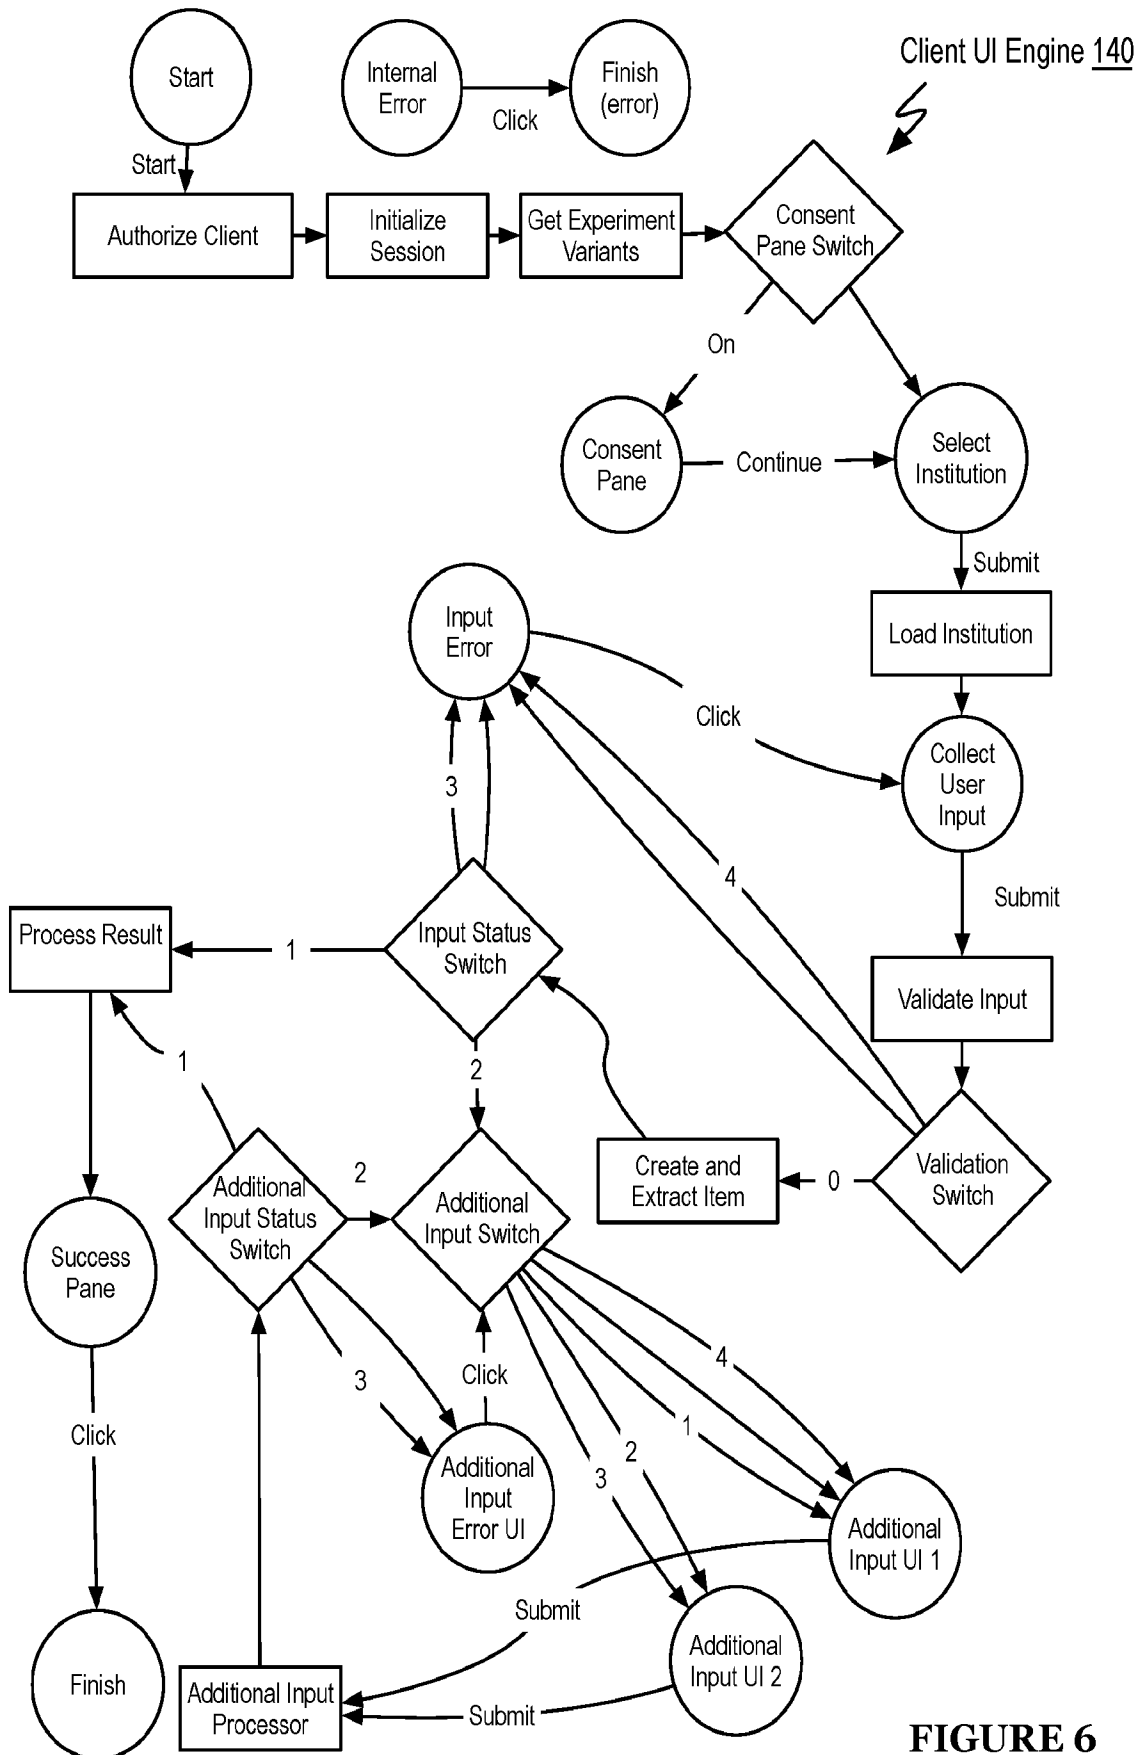 Client UI Engine 140
Start
Internal
Error
Click
Finish
(error)
Start
Authorize Client
Initialize
Session
Get Experiment
Variants
Consent
Pane Switch
On
Consent
Pane
Continue
Select
Institution
Submit
Load Institution
Input
Error
Click
Collect
User
Input
3
4
Submit
Process Result
1
Input Status
Switch
Validate Input
1
2
Create and
Extract Item
0
Validation
Switch
Additional
Input Status
Switch
2
Additional
Input Switch
Success
Pane
3
Click
4
1
2
3
Click
Additional
Input
Error UI
Additional
Input UI 1
Submit
Additional
Input UI 2
Finish
Additional Input
Processor
Submit
FIGURE 6